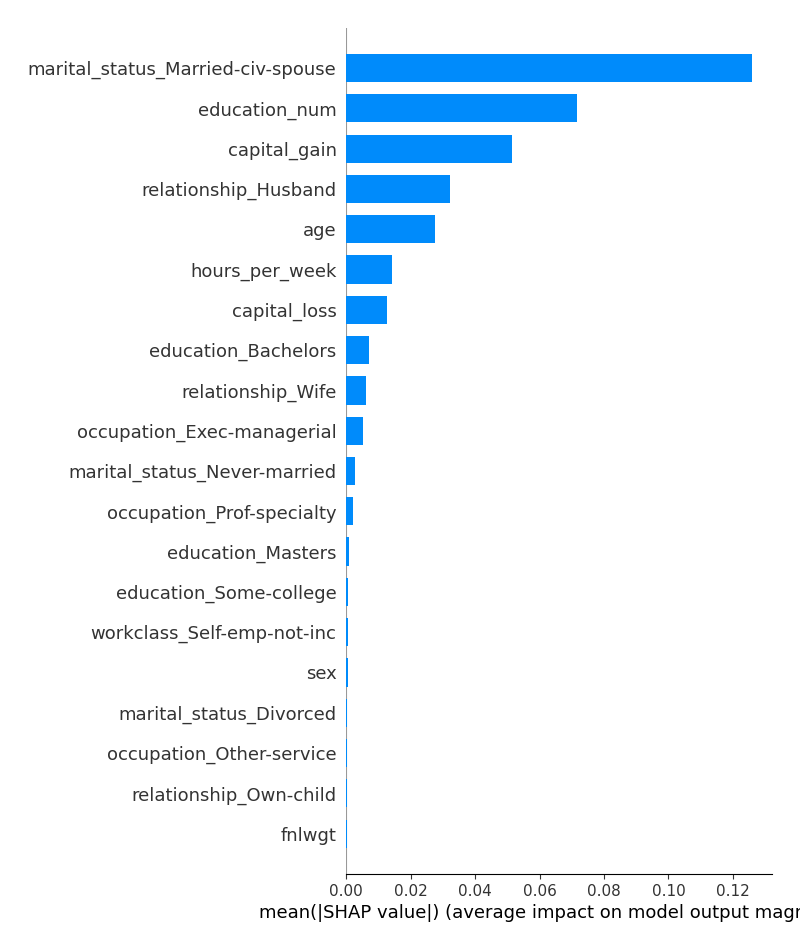 marital_status_Married-civ-spouse
education_num
capital_gain
relationship_Husband
age
hours_per_week
capital_loss
education_Bachelors
relationship_Wife
occupation_Exec-managerial
marital_status_Never-married
occupation_Prof-specialty
education_Masters
education_Some-college
workclass_Self-emp-not-inc
sex
marital_status_Divorced
occupation_Other-service
relationship_Own-child
fnlwgt
0.00 0.02 0.04 0.06 0.08 0.10 0.12
mean(|SHAP value|) (average impact on model output magn